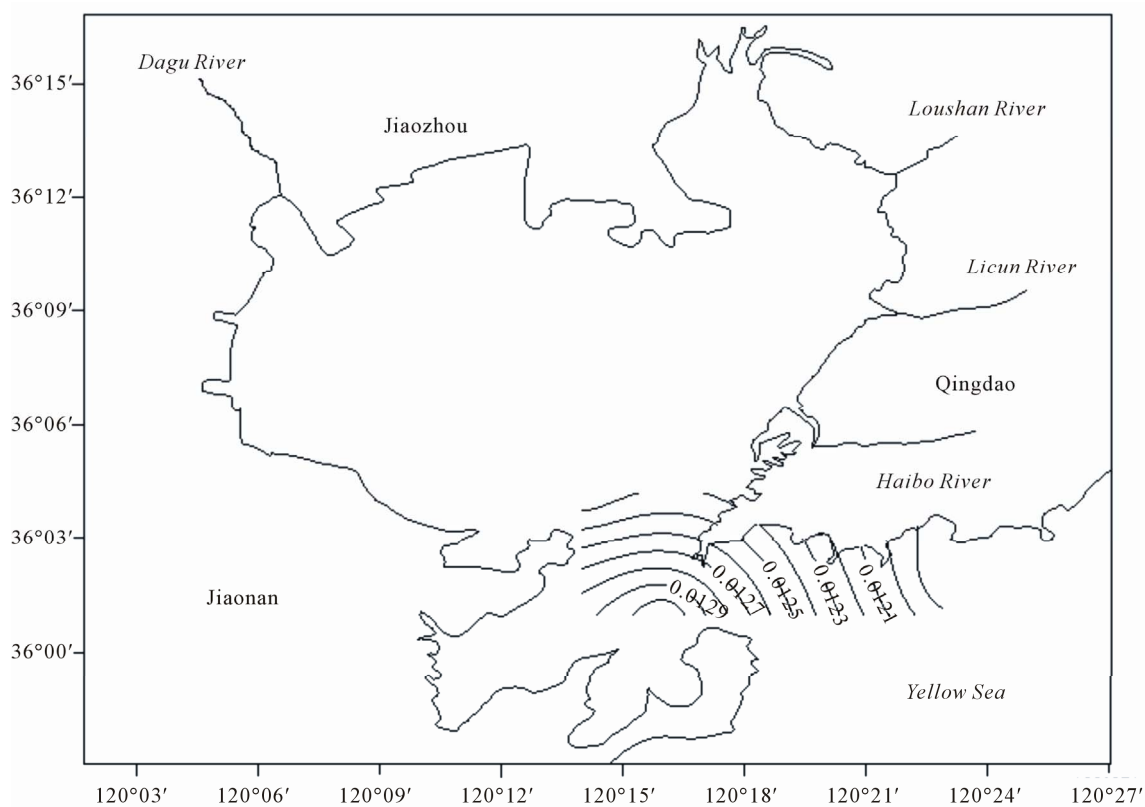 Dagu River
36°15′
Loushan River
Jiaozhou
36°12′
Licun River
36°09′
Qingdao
36°06′
Haibo River
36°03′
0.0129
0.0127
0.0125
0.0123
0.0121
Jiaonan
36°00′
Yellow Sea
120°03′ 120°06′ 120°09′ 120°12′ 120°15′ 120°18′ 120°21′ 120°24′ 120°27′